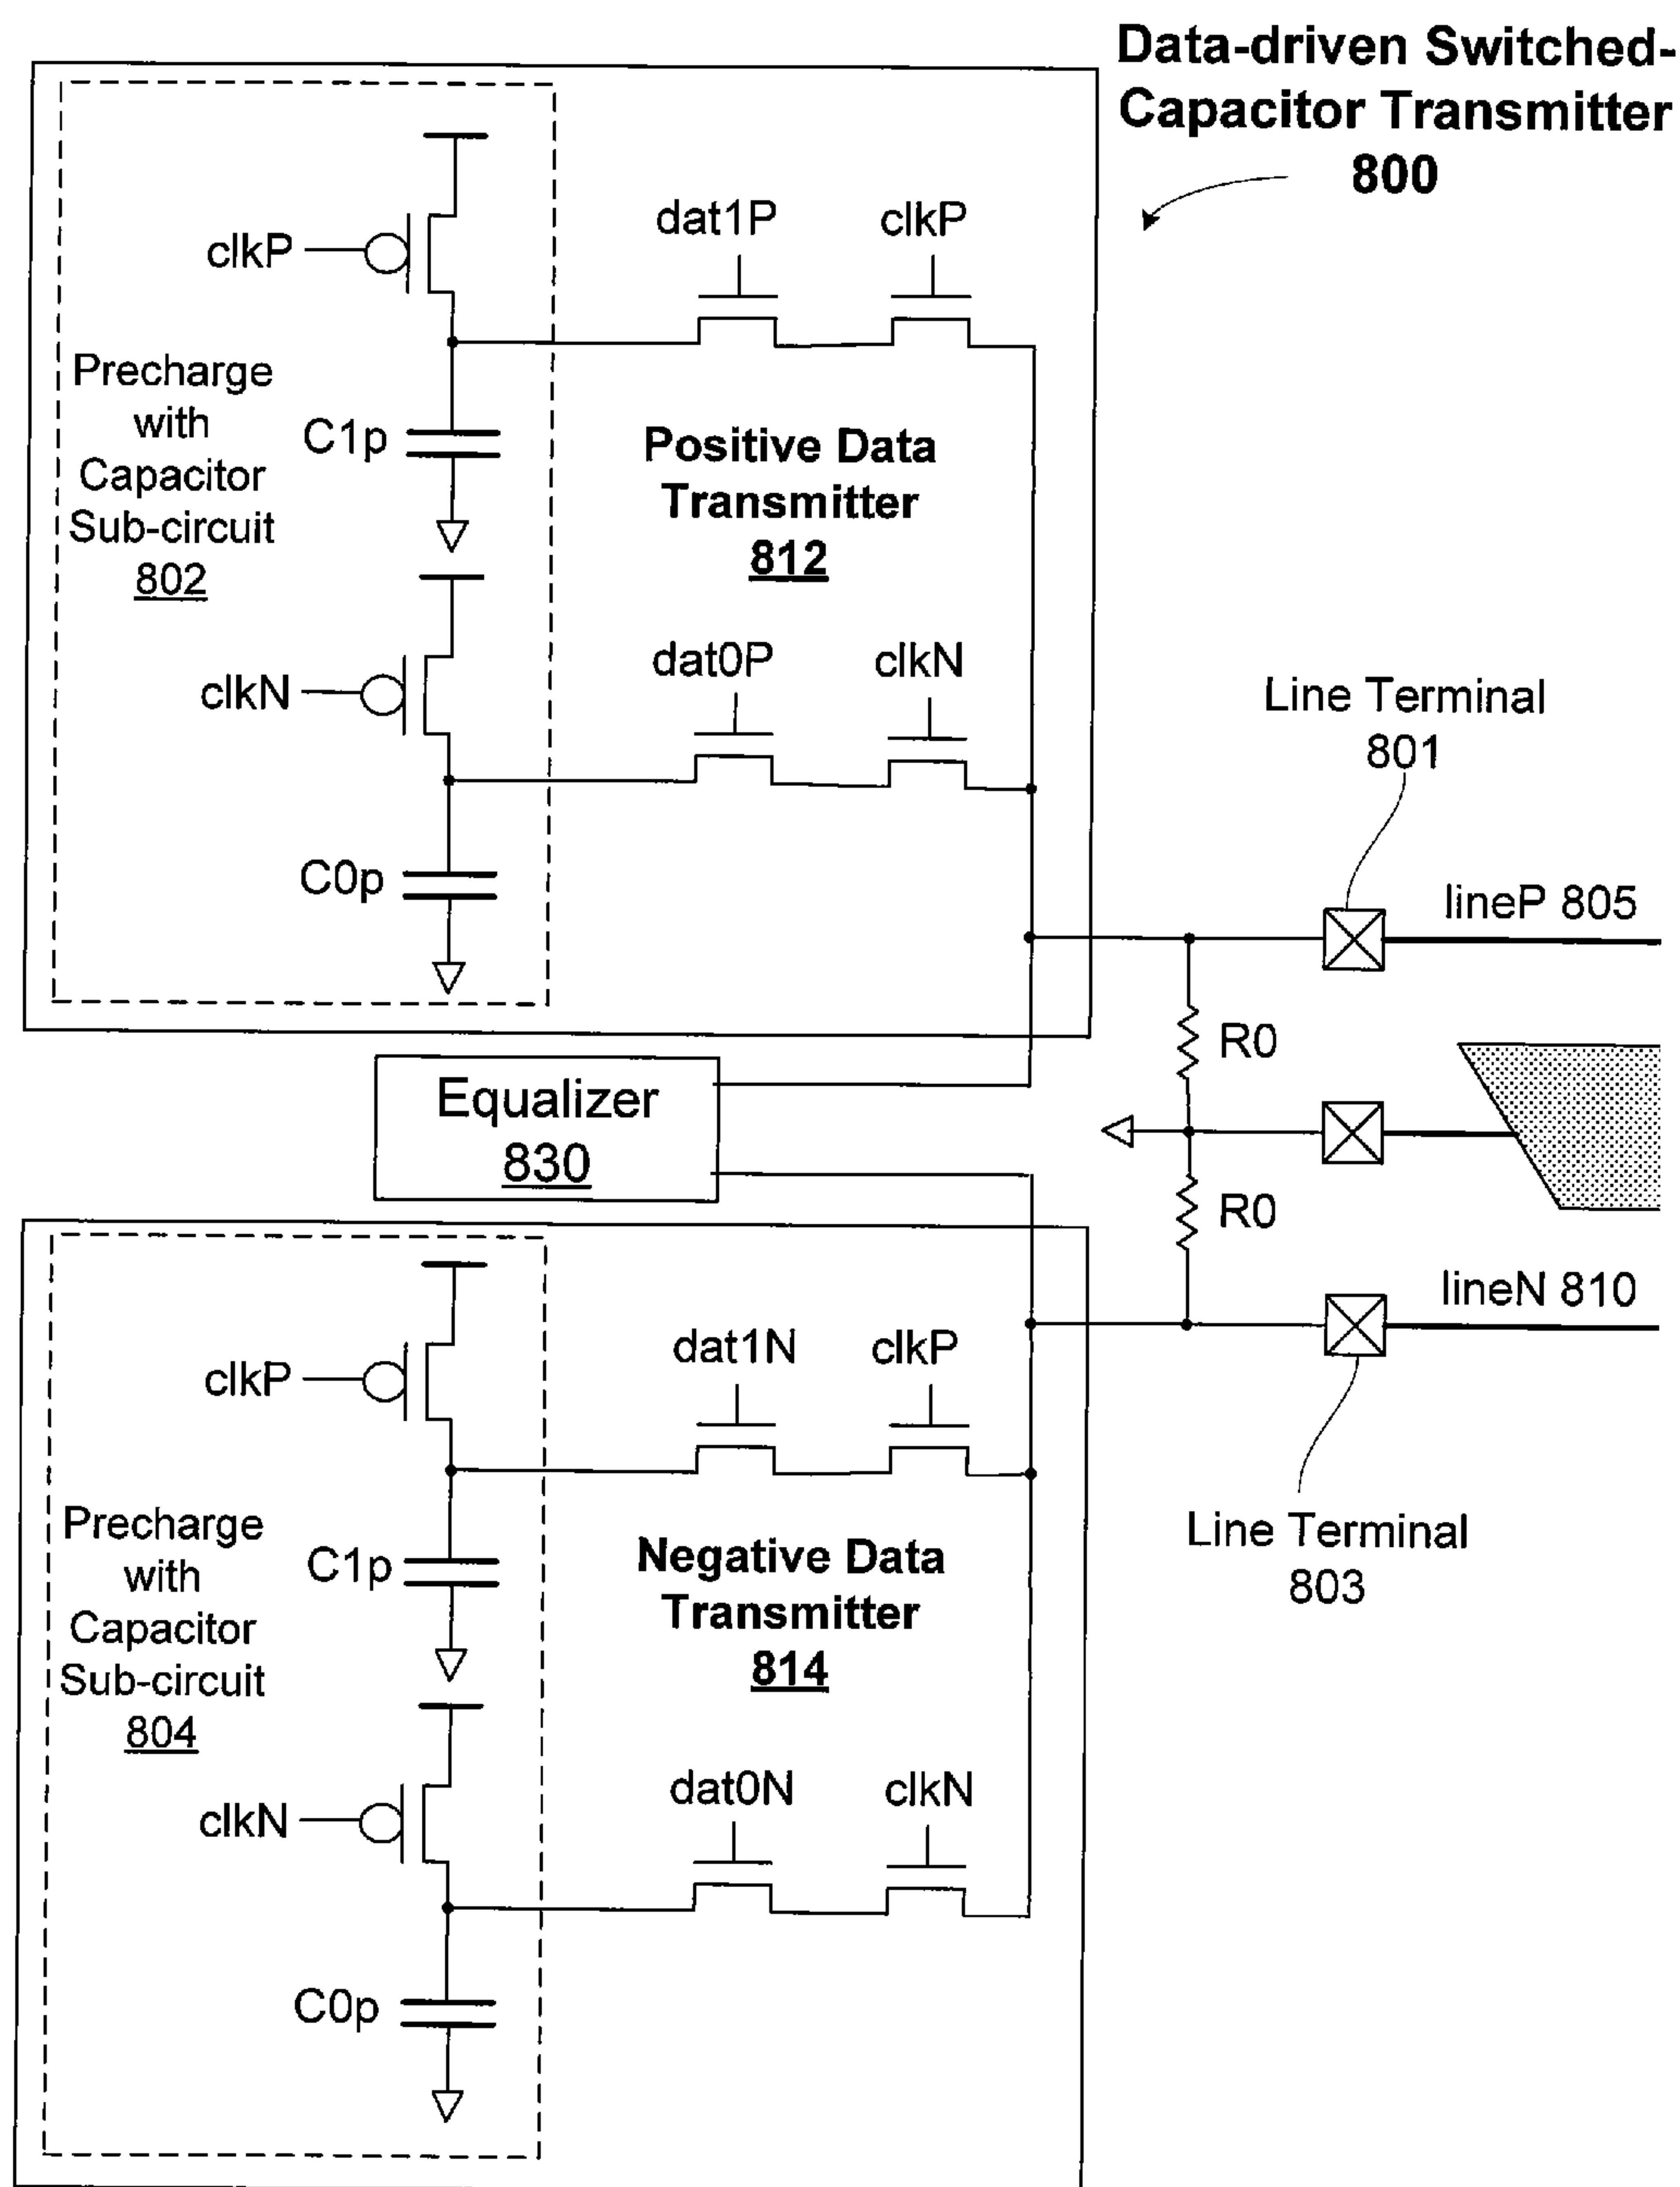 Data-driven Switched-
Capacitor Transmitter
800
clkP
dat1P
clkP
Precharge
with
Capacitor
Sub-circuit
802
C1p
Positive Data
Transmitter
812
clkN
dat0P
clkN
C0p
Line Terminal
801
lineP 805
R0
Equalizer
830
R0
lineN 810
Line Terminal
803
clkP
dat1N
clkP
Precharge
with
Capacitor
Sub-circuit
804
C1p
Negative Data
Transmitter
814
clkN
dat0N
clkN
C0p